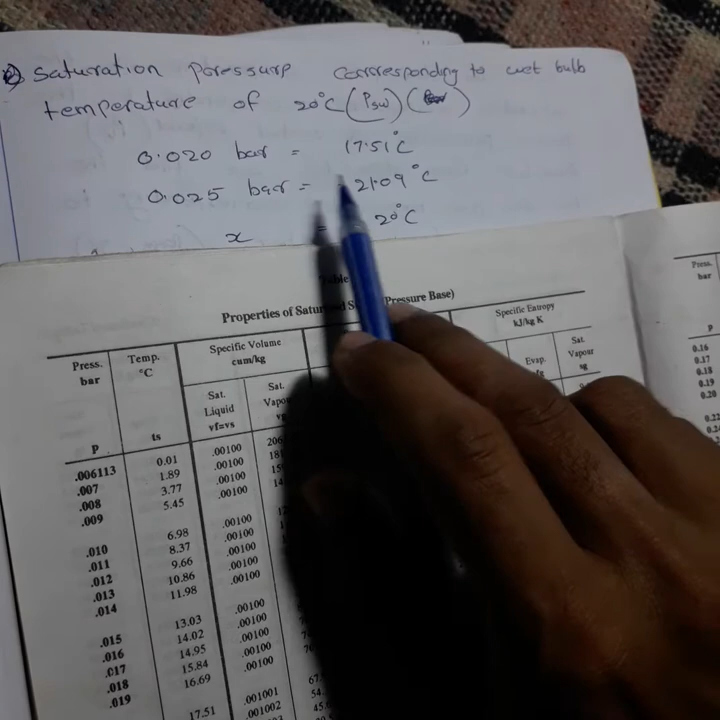 saturation pressure corresponding to wet bulb
temperature of 20°C (Psw)
0.020 bar = 17.51°C
0.025 bar = 21.09°C
x = 20°C
Properties of (Pressure Base)
Press. bar
Temp. °C
Specific Volume cum/kg
Specific Entropy kJ/kg K
Sat. Liquid vf=vs
Sat.
Evap.
Sat. Vapour sg
P
ts
.006113 0.01 .00100
.007 1.89 .00100
.008 3.77 .00100
.009 5.45 .00100
.010 6.98 .00100
.011 8.37 .00100
.012 9.66 .00100
.013 10.86 .00100
.014 11.98
.015 13.03 .00100
.016 14.02 .00100
.017 14.95 .00100
.018 15.84 .00100
.019 16.69
17.51 .001001
.001002
Press. bar
P
0.16
0.17
0.18
0.19
0.20
0.22